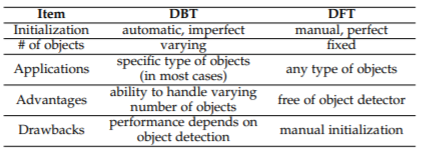 Item DBT DFT
Initialization automatic, imperfect manual, perfect
# of objects varying fixed
Applications specific type of objects (in most cases) any type of objects
Advantages ability to handle varying number of objects free of object detector
Drawbacks performance depends on object detection manual initialization